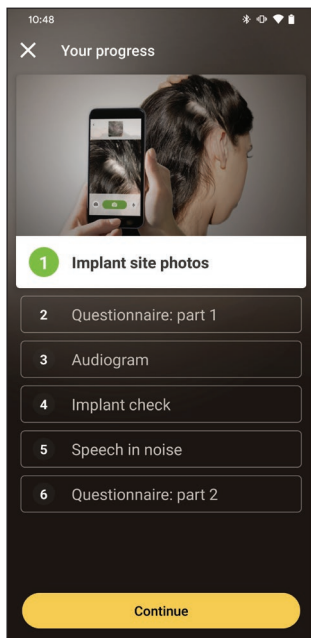 10:48
Your progress
1 Implant site photos
2 Questionnaire: part 1
3 Audiogram
4 Implant check
5 Speech in noise
6 Questionnaire: part 2
Continue